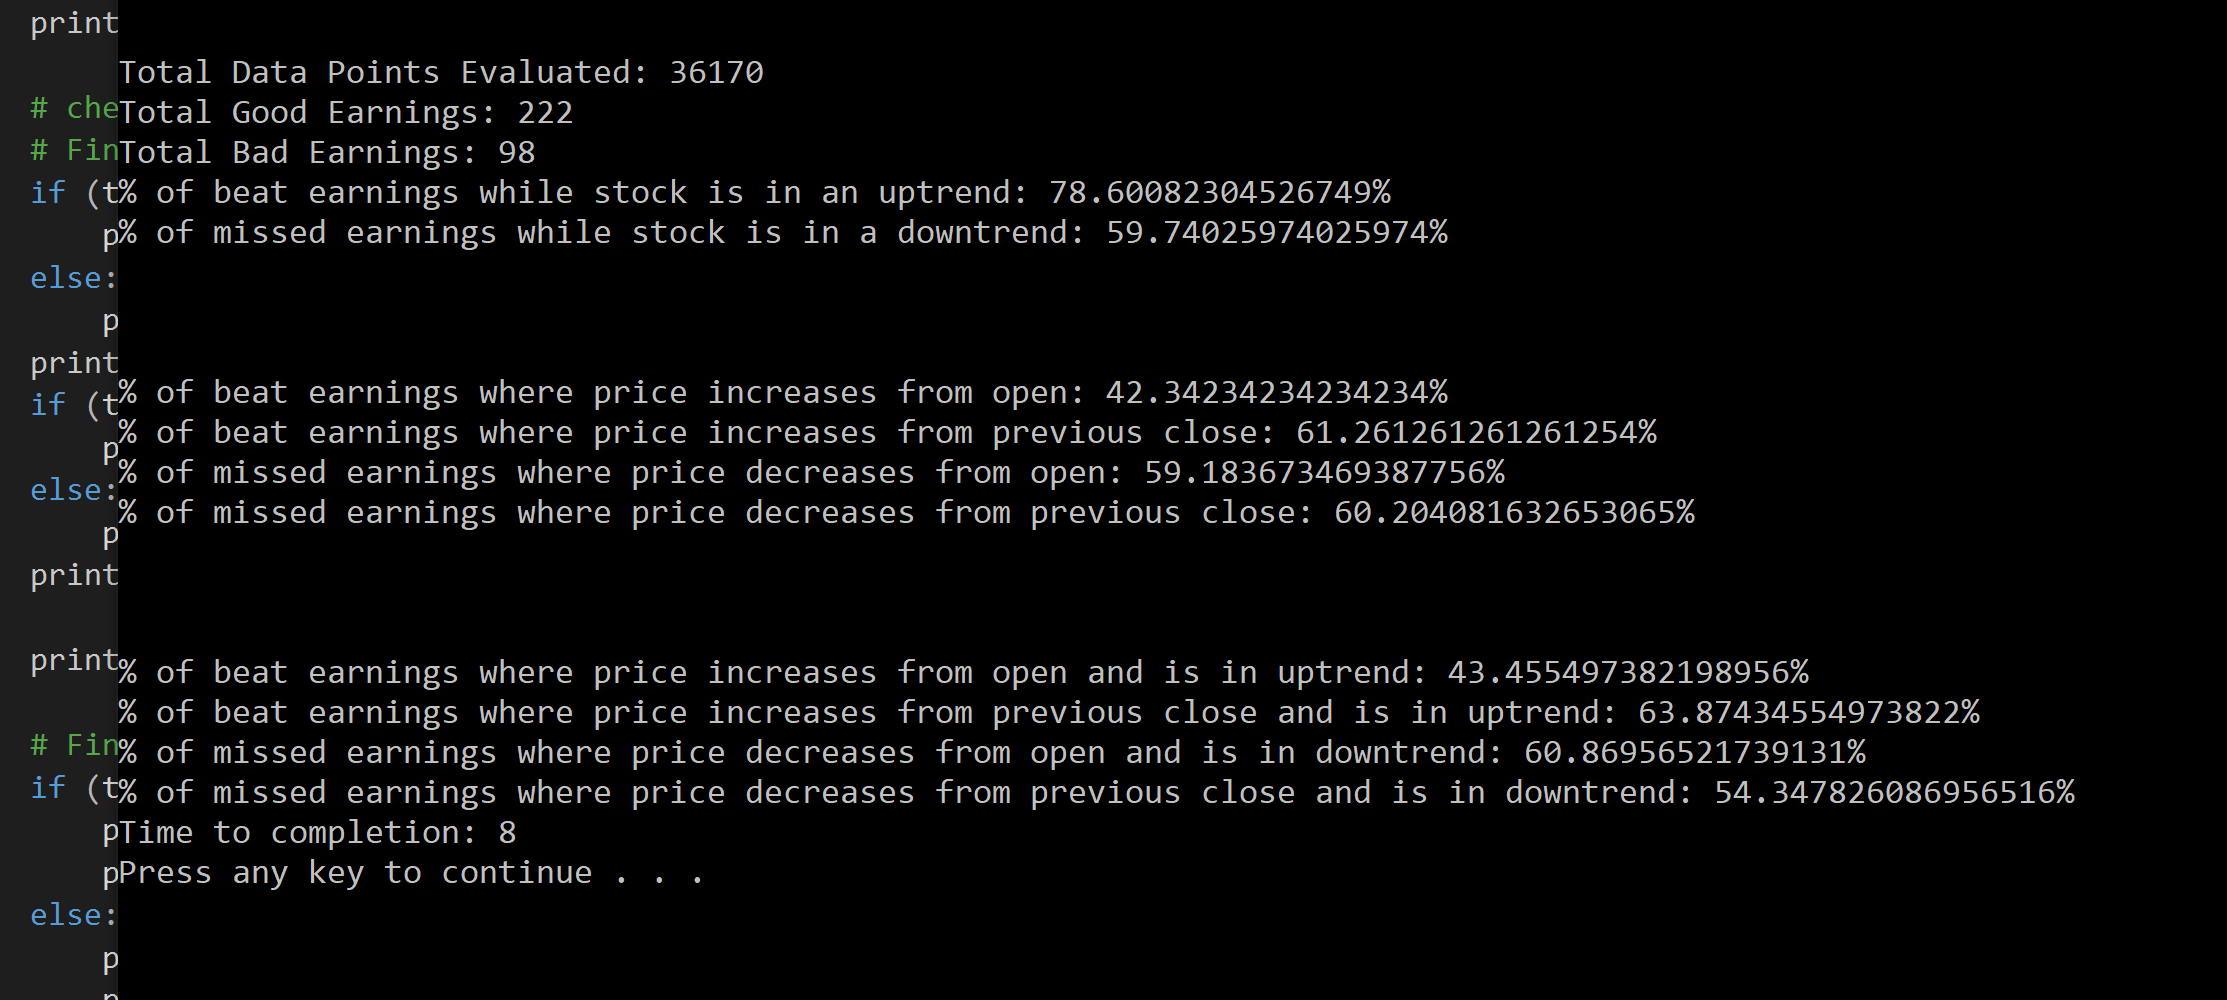 print
Total Data Points Evaluated: 36170
# che
Total Good Earnings: 222
# Fin
Total Bad Earnings: 98
if (t
% of beat earnings while stock is in an uptrend: 78.60082304526749%
p
% of missed earnings while stock is in a downtrend: 59.74025974025974%
else:
p
print
% of beat earnings where price increases from open: 42.34234234234234%
if (t
% of beat earnings where price increases from previous close: 61.261261261261254%
p
% of missed earnings where price decreases from open: 59.183673469387756%
else:
% of missed earnings where price decreases from previous close: 60.204081632653065%
p
print
print
% of beat earnings where price increases from open and is in uptrend: 43.455497382198956%
% of beat earnings where price increases from previous close and is in uptrend: 63.87434554973822%
# Fin
% of missed earnings where price decreases from open and is in downtrend: 60.86956521739131%
if (t
% of missed earnings where price decreases from previous close and is in downtrend: 54.347826086956516%
p
Time to completion: 8
p
Press any key to continue . . .
else:
p
p